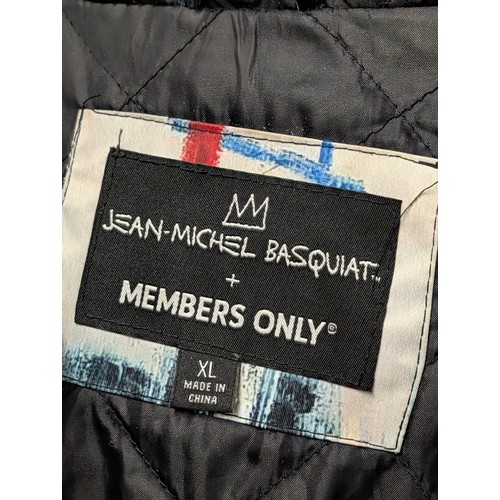 JEAN-MICHEL BASQUIAT™
+
MEMBERS ONLY®
XL
MADE IN
CHINA